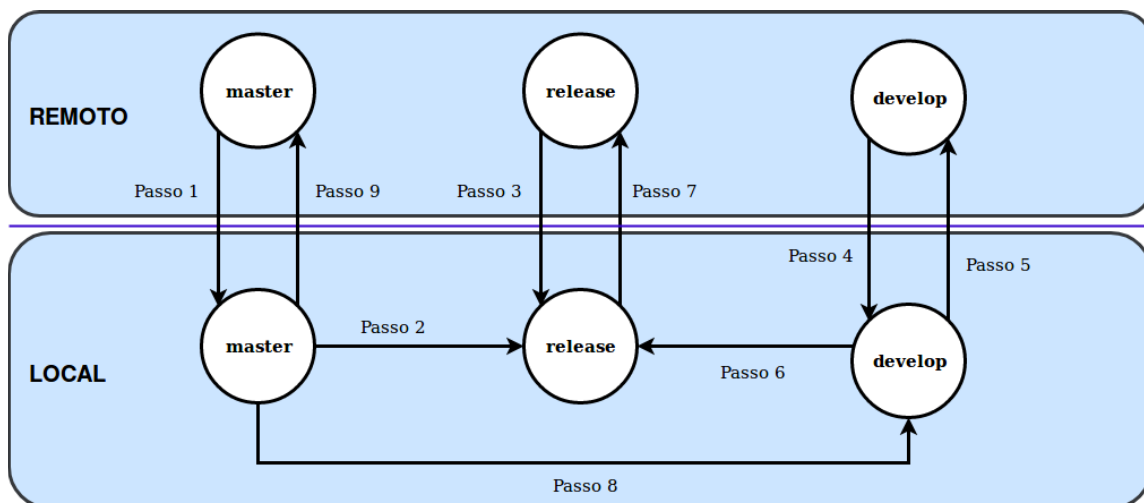 master
release
develop
REMOTO
Passo 1
Passo 9
Passo 3
Passo 7
Passo 4
Passo 5
Passo 2
master
release
develop
LOCAL
Passo 6
Passo 8